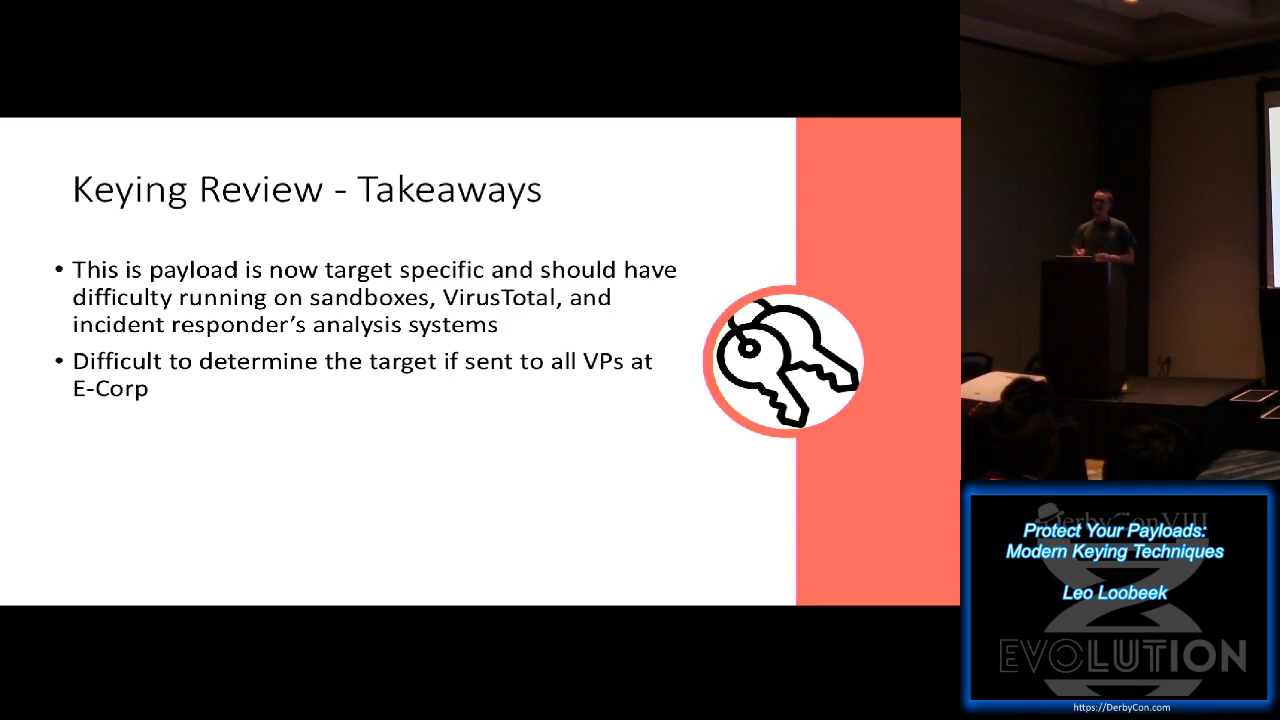 Keying Review - Takeaways
• This is payload is now target specific and should have
difficulty running on sandboxes, VirusTotal, and
incident responder's analysis systems
• Difficult to determine the target if sent to all VPs at
E-Corp
DerbyCon VIII
Protect Your Payloads:
Modern Keying Techniques
Leo Loobeek
EVOLUTION
https://DerbyCon.com